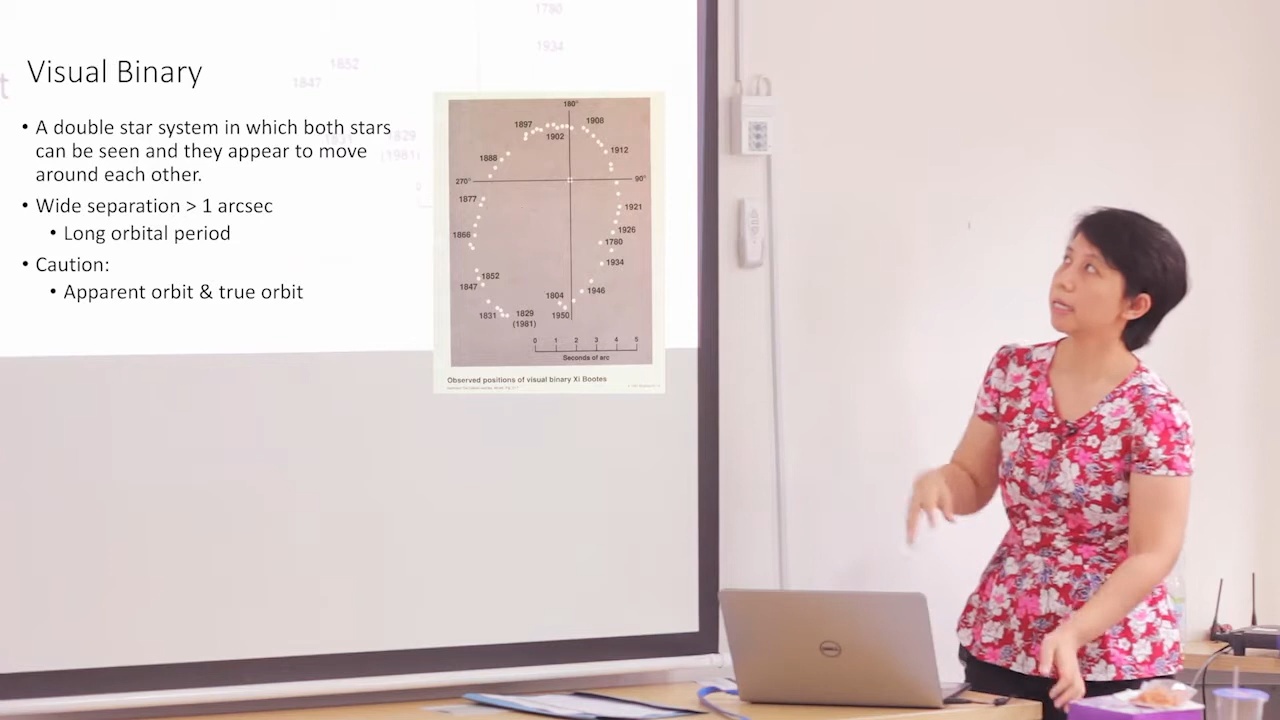 1780
1934
1852
1847
Visual Binary
• A double star system in which both stars
can be seen and they appear to move
around each other.
• Wide separation > 1 arcsec
• Long orbital period
• Caution:
• Apparent orbit & true orbit
180°
1897
1908
1902
1912
1888
270°
90°
1877
1921
1866
1926
1780
1934
1852
1847
1946
1804
1831
1829
1950
(1981)
0 1 2 3 4 5
Seconds of arc
Observed positions of visual binary Xi Bootes
(1981)
DELL